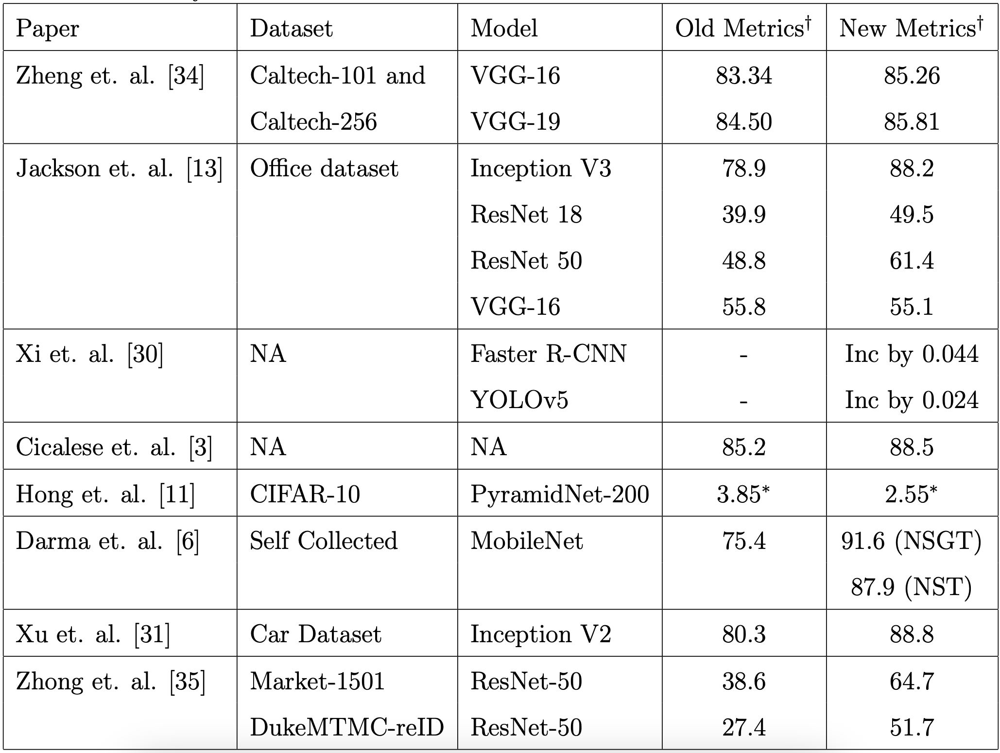 Paper Dataset Model Old Metrics† New Metrics†
Zheng et. al. [34] Caltech-101 and VGG-16 83.34 85.26
Caltech-256 VGG-19 84.50 85.81
Jackson et. al. [13] Office dataset Inception V3 78.9 88.2
ResNet 18 39.9 49.5
ResNet 50 48.8 61.4
VGG-16 55.8 55.1
Xi et. al. [30] NA Faster R-CNN - Inc by 0.044
YOLOv5 - Inc by 0.024
Cicalese et. al. [3] NA NA 85.2 88.5
Hong et. al. [11] CIFAR-10 PyramidNet-200 3.85* 2.55*
Darma et. al. [6] Self Collected MobileNet 75.4 91.6 (NSGT)
87.9 (NST)
Xu et. al. [31] Car Dataset Inception V2 80.3 88.8
Zhong et. al. [35] Market-1501 ResNet-50 38.6 64.7
DukeMTMC-reID ResNet-50 27.4 51.7